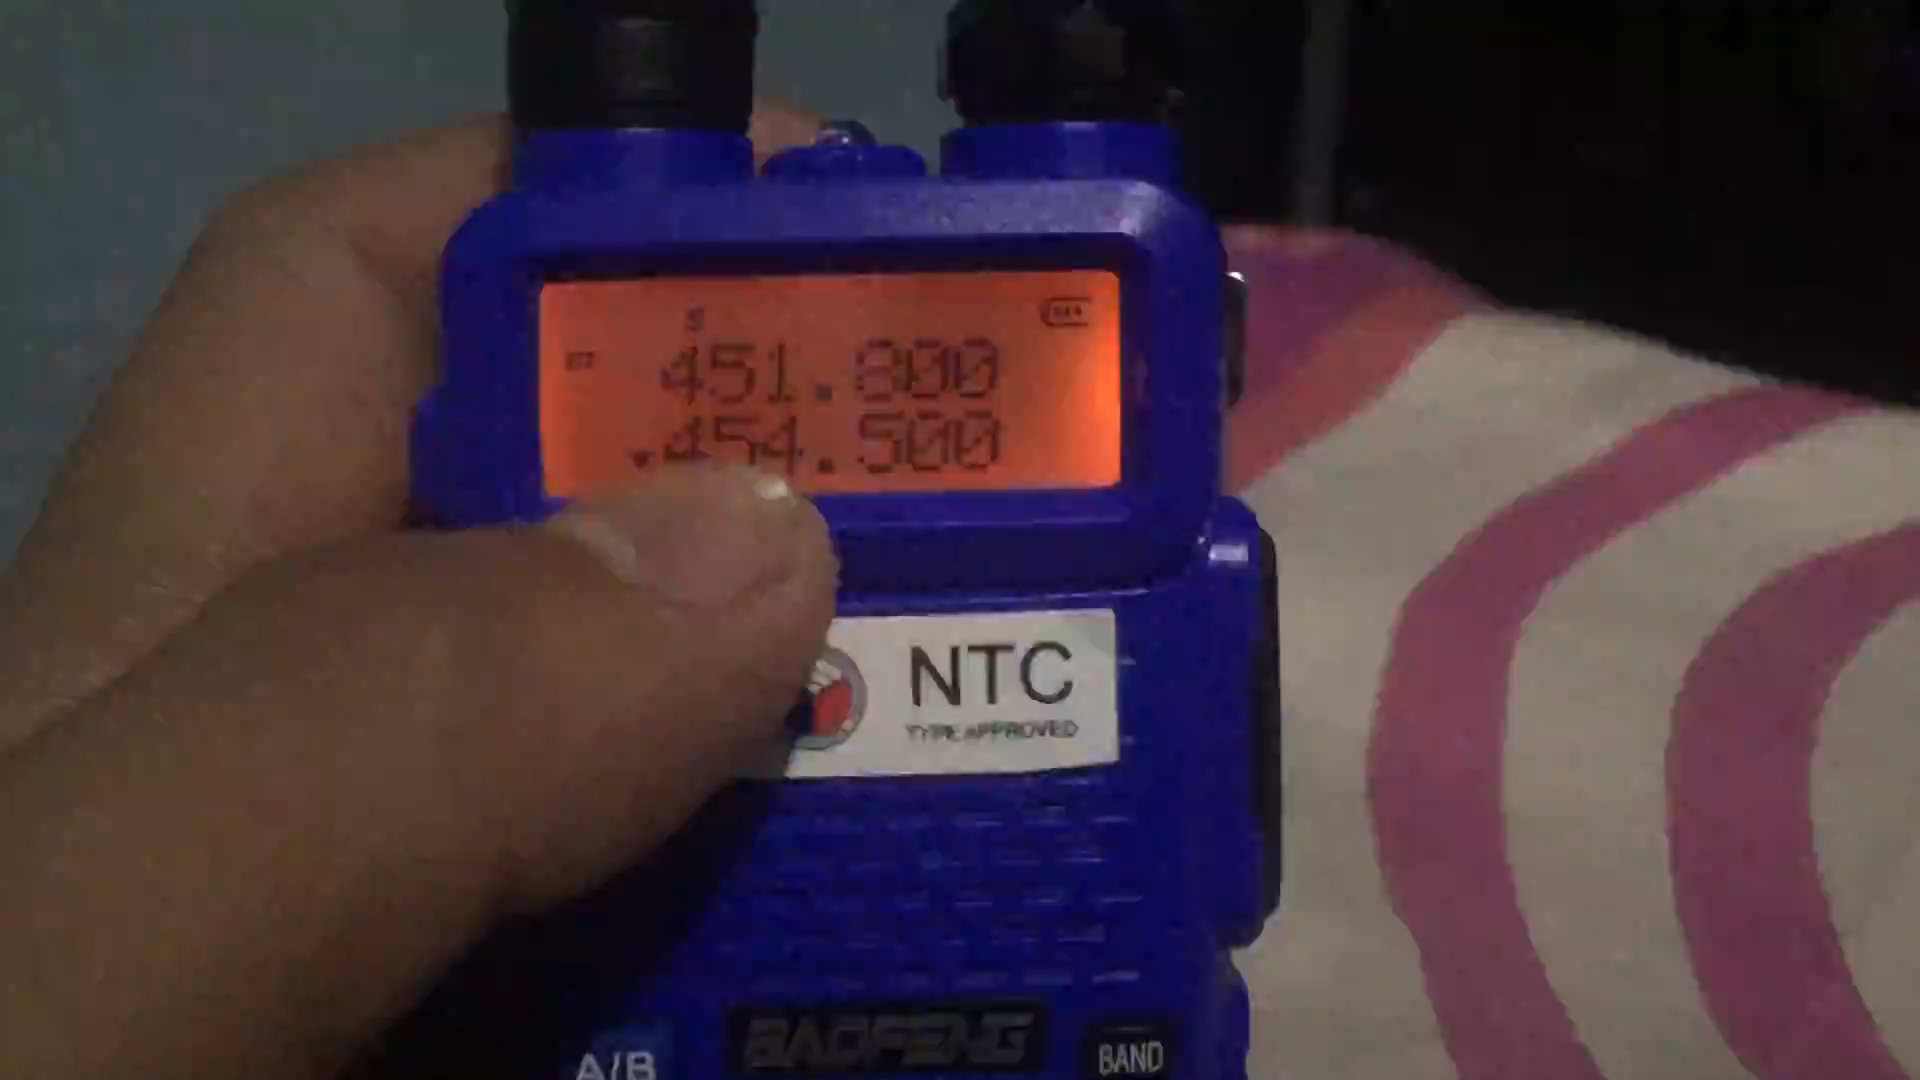 S
451.800
454.500
NTC
TYPE APPROVED
BAOFENG
A/B
BAND